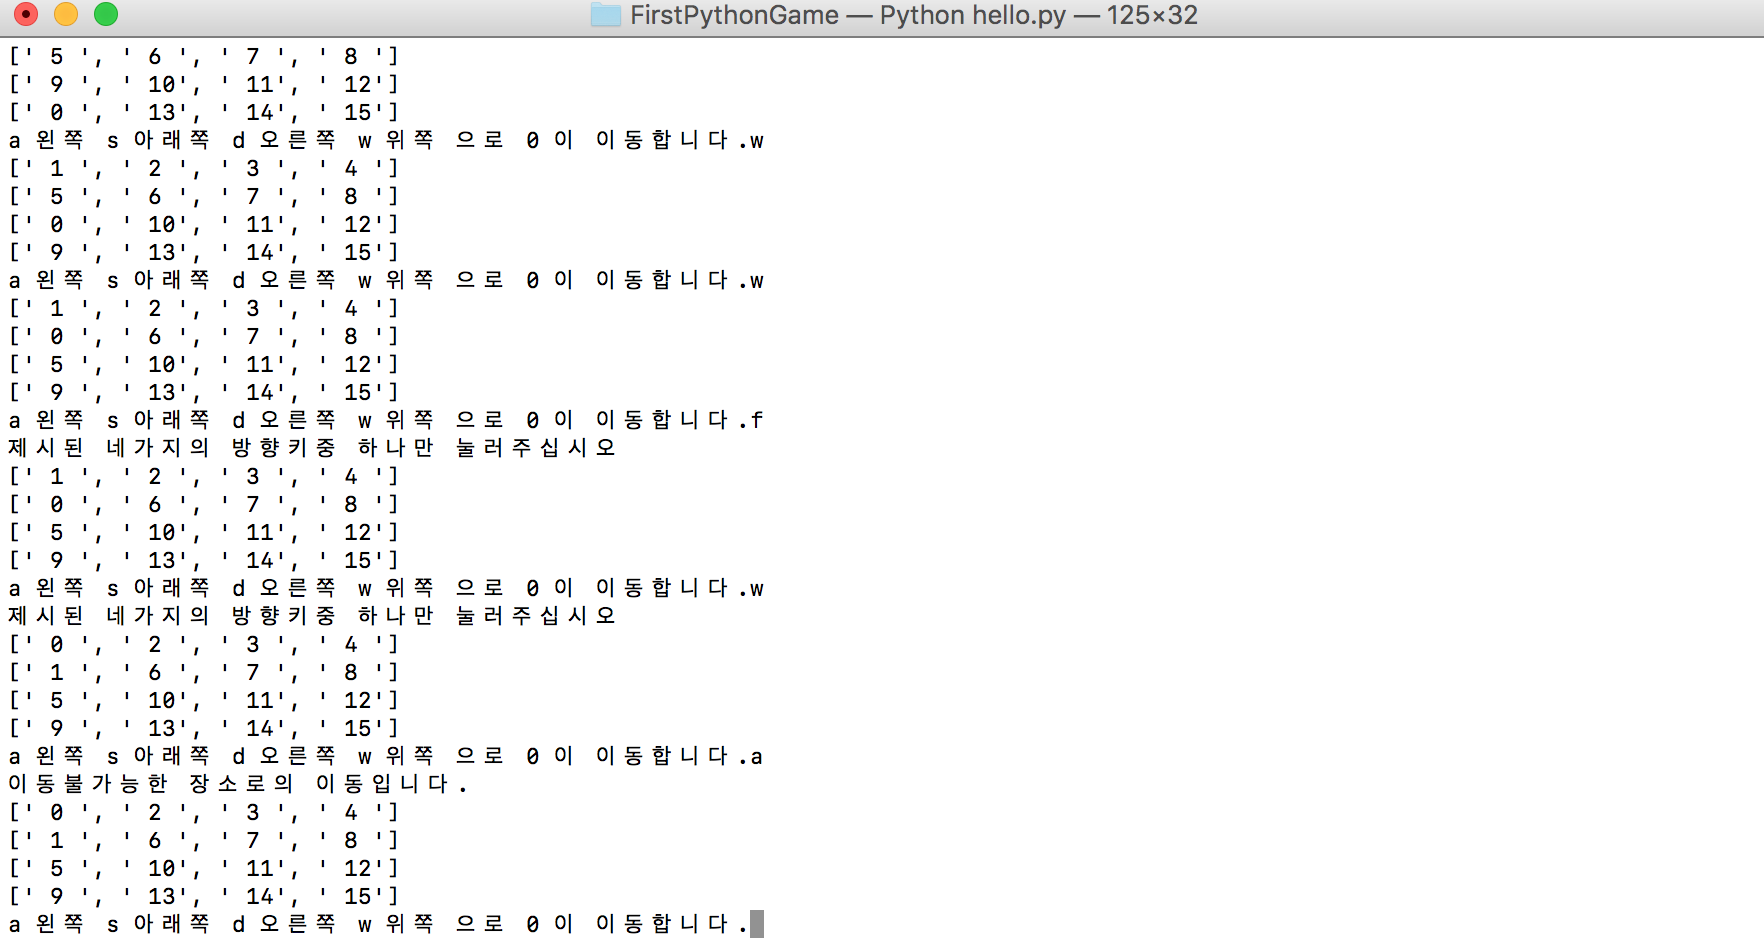 FirstPythonGame — Python hello.py — 125×32
[' 5 ', ' 6 ', ' 7 ', ' 8 ']
[' 9 ', ' 10', ' 11', ' 12']
[' 0 ', ' 13', ' 14', ' 15']
a 왼쪽 s 아래쪽 d 오른쪽 w 위쪽 으로 0이 이동합니다.w
[' 1 ', ' 2 ', ' 3 ', ' 4 ']
[' 5 ', ' 6 ', ' 7 ', ' 8 ']
[' 0 ', ' 10', ' 11', ' 12']
[' 9 ', ' 13', ' 14', ' 15']
a 왼쪽 s 아래쪽 d 오른쪽 w 위쪽 으로 0이 이동합니다.w
[' 1 ', ' 2 ', ' 3 ', ' 4 ']
[' 0 ', ' 6 ', ' 7 ', ' 8 ']
[' 5 ', ' 10', ' 11', ' 12']
[' 9 ', ' 13', ' 14', ' 15']
a 왼쪽 s 아래쪽 d 오른쪽 w 위쪽 으로 0이 이동합니다.f
제시된 네가지의 방향키중 하나만 눌러주십시오
[' 1 ', ' 2 ', ' 3 ', ' 4 ']
[' 0 ', ' 6 ', ' 7 ', ' 8 ']
[' 5 ', ' 10', ' 11', ' 12']
[' 9 ', ' 13', ' 14', ' 15']
a 왼쪽 s 아래쪽 d 오른쪽 w 위쪽 으로 0이 이동합니다.w
제시된 네가지의 방향키중 하나만 눌러주십시오
[' 0 ', ' 2 ', ' 3 ', ' 4 ']
[' 1 ', ' 6 ', ' 7 ', ' 8 ']
[' 5 ', ' 10', ' 11', ' 12']
[' 9 ', ' 13', ' 14', ' 15']
a 왼쪽 s 아래쪽 d 오른쪽 w 위쪽 으로 0이 이동합니다.a
이동불가능한 장소로의 이동입니다.
[' 0 ', ' 2 ', ' 3 ', ' 4 ']
[' 1 ', ' 6 ', ' 7 ', ' 8 ']
[' 5 ', ' 10', ' 11', ' 12']
[' 9 ', ' 13', ' 14', ' 15']
a 왼쪽 s 아래쪽 d 오른쪽 w 위쪽 으로 0이 이동합니다.